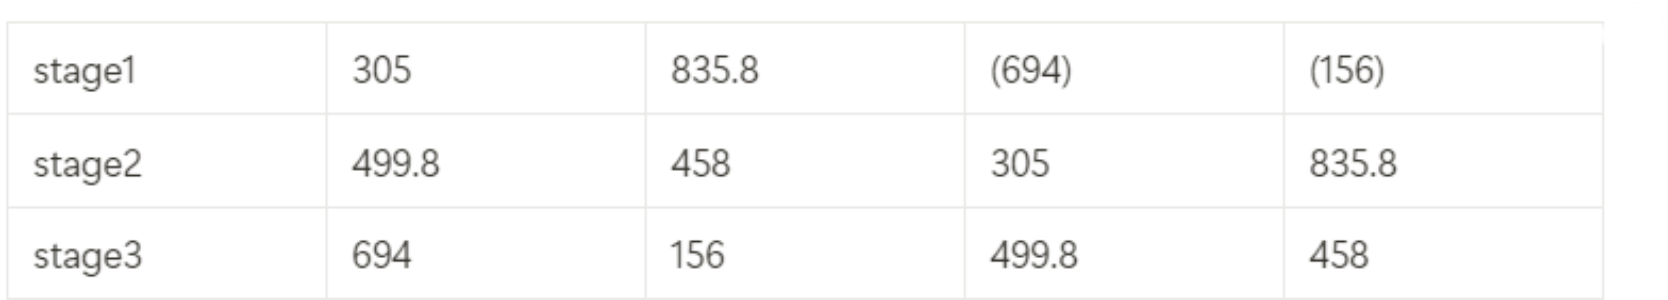 stage1 305 835.8 (694) (156)
stage2 499.8 458 305 835.8
stage3 694 156 499.8 458